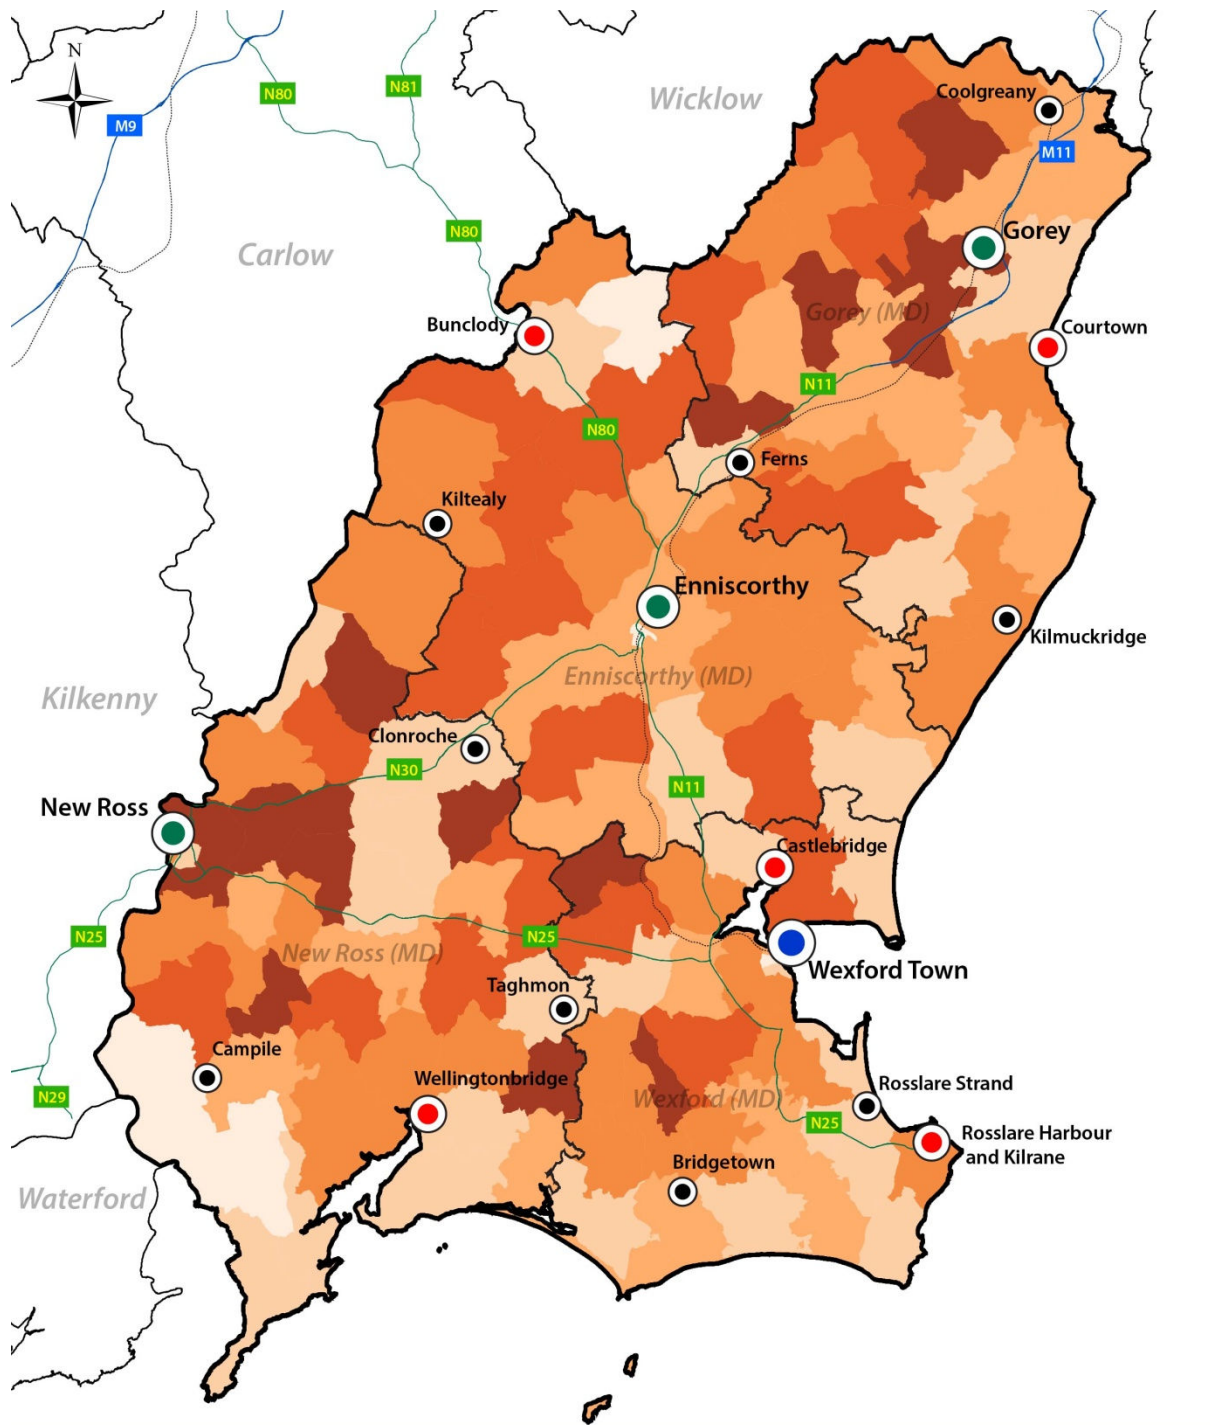 N
N80
N81
Wicklow
Coolgreany
M9
M11
N80
Carlow
Gorey
Gorey (MD)
Bunclody
Courtown
N11
N80
Ferns
Kiltealy
Enniscorthy
Kilmuckridge
Enniscorthy (MD)
Kilkenny
Clonroche
N30
N11
New Ross
Castlebridge
N25
N25
New Ross (MD)
Wexford Town
Taghmon
Campile
Wellingtonbridge
Rosslare Strand
N29
Wexford (MD)
N25
Rosslare Harbour
and Kilrane
Bridgetown
Waterford